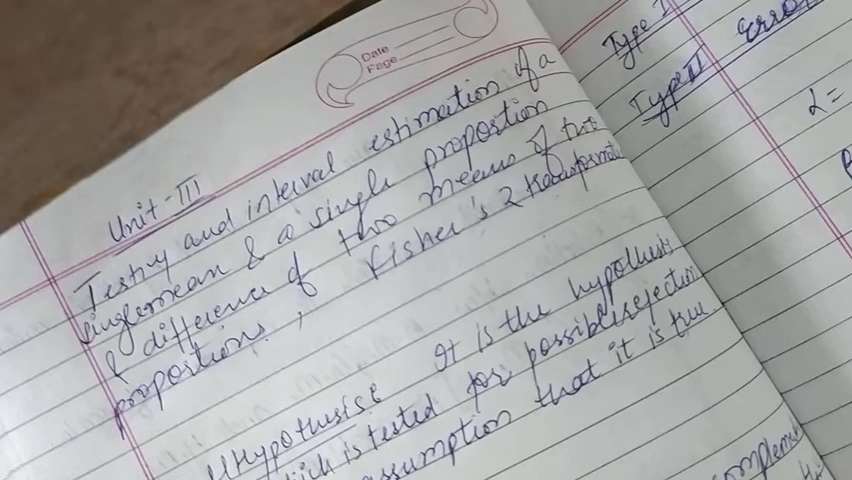 Date
Page
Unit-III
Testing and interval estimation of a
single mean & a single proportion
& difference of two means of two
proportions, Fisher's Z transformati
Hypothesis: It is the hypothesis
which is tested for possible rejection
assumption that it is true
complemen
Type I Error
Type II
α =